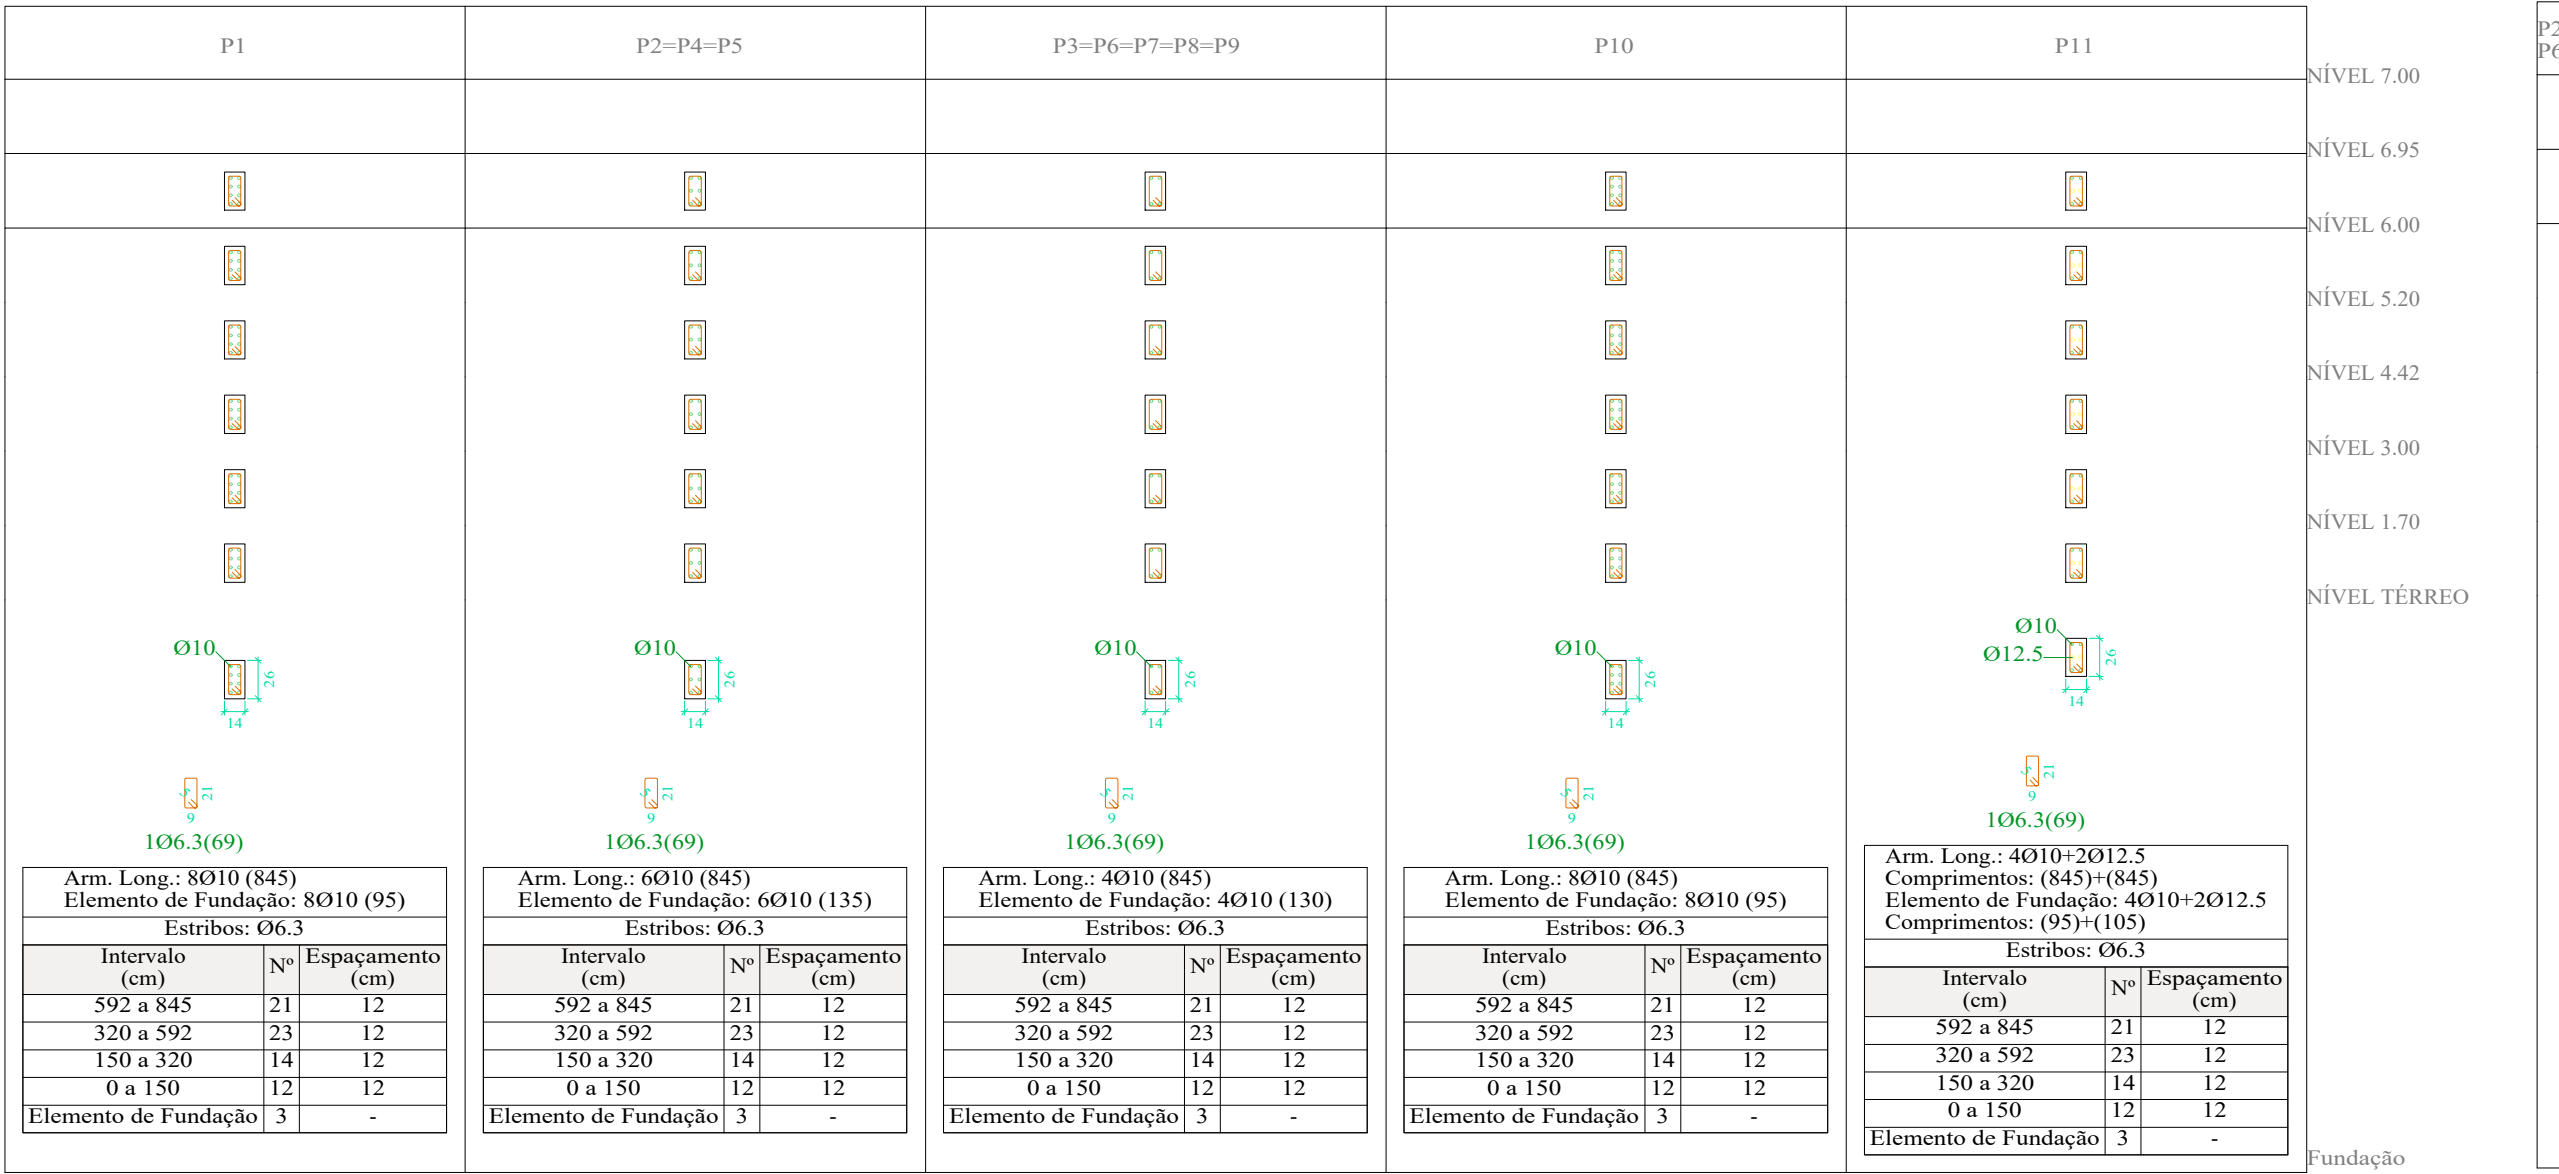 P1
P2=P4=P5
P3=P6=P7=P8=P9
P10
P11
P2
P6
NÍVEL 7.00
NÍVEL 6.95
NÍVEL 6.00
NÍVEL 5.20
NÍVEL 4.42
NÍVEL 3.00
NÍVEL 1.70
NÍVEL TÉRREO
Fundação
Ø10
26
14
21
5
9
1Ø6.3(69)
Arm. Long.: 8Ø10 (845)
Elemento de Fundação: 8Ø10 (95)
Estribos: Ø6.3
Intervalo (cm) Nº Espaçamento (cm)
592 a 845 21 12
320 a 592 23 12
150 a 320 14 12
0 a 150 12 12
Elemento de Fundação 3 -
Ø10
26
14
21
5
9
1Ø6.3(69)
Arm. Long.: 6Ø10 (845)
Elemento de Fundação: 6Ø10 (135)
Estribos: Ø6.3
Intervalo (cm) Nº Espaçamento (cm)
592 a 845 21 12
320 a 592 23 12
150 a 320 14 12
0 a 150 12 12
Elemento de Fundação 3 -
Ø10
26
14
21
5
9
1Ø6.3(69)
Arm. Long.: 4Ø10 (845)
Elemento de Fundação: 4Ø10 (130)
Estribos: Ø6.3
Intervalo (cm) Nº Espaçamento (cm)
592 a 845 21 12
320 a 592 23 12
150 a 320 14 12
0 a 150 12 12
Elemento de Fundação 3 -
Ø10
26
14
21
5
9
1Ø6.3(69)
Arm. Long.: 8Ø10 (845)
Elemento de Fundação: 8Ø10 (95)
Estribos: Ø6.3
Intervalo (cm) Nº Espaçamento (cm)
592 a 845 21 12
320 a 592 23 12
150 a 320 14 12
0 a 150 12 12
Elemento de Fundação 3 -
Ø10
Ø12.5
26
14
21
5
9
1Ø6.3(69)
Arm. Long.: 4Ø10+2Ø12.5
Comprimentos: (845)+(845)
Elemento de Fundação: 4Ø10+2Ø12.5
Comprimentos: (95)+(105)
Estribos: Ø6.3
Intervalo (cm) Nº Espaçamento (cm)
592 a 845 21 12
320 a 592 23 12
150 a 320 14 12
0 a 150 12 12
Elemento de Fundação 3 -